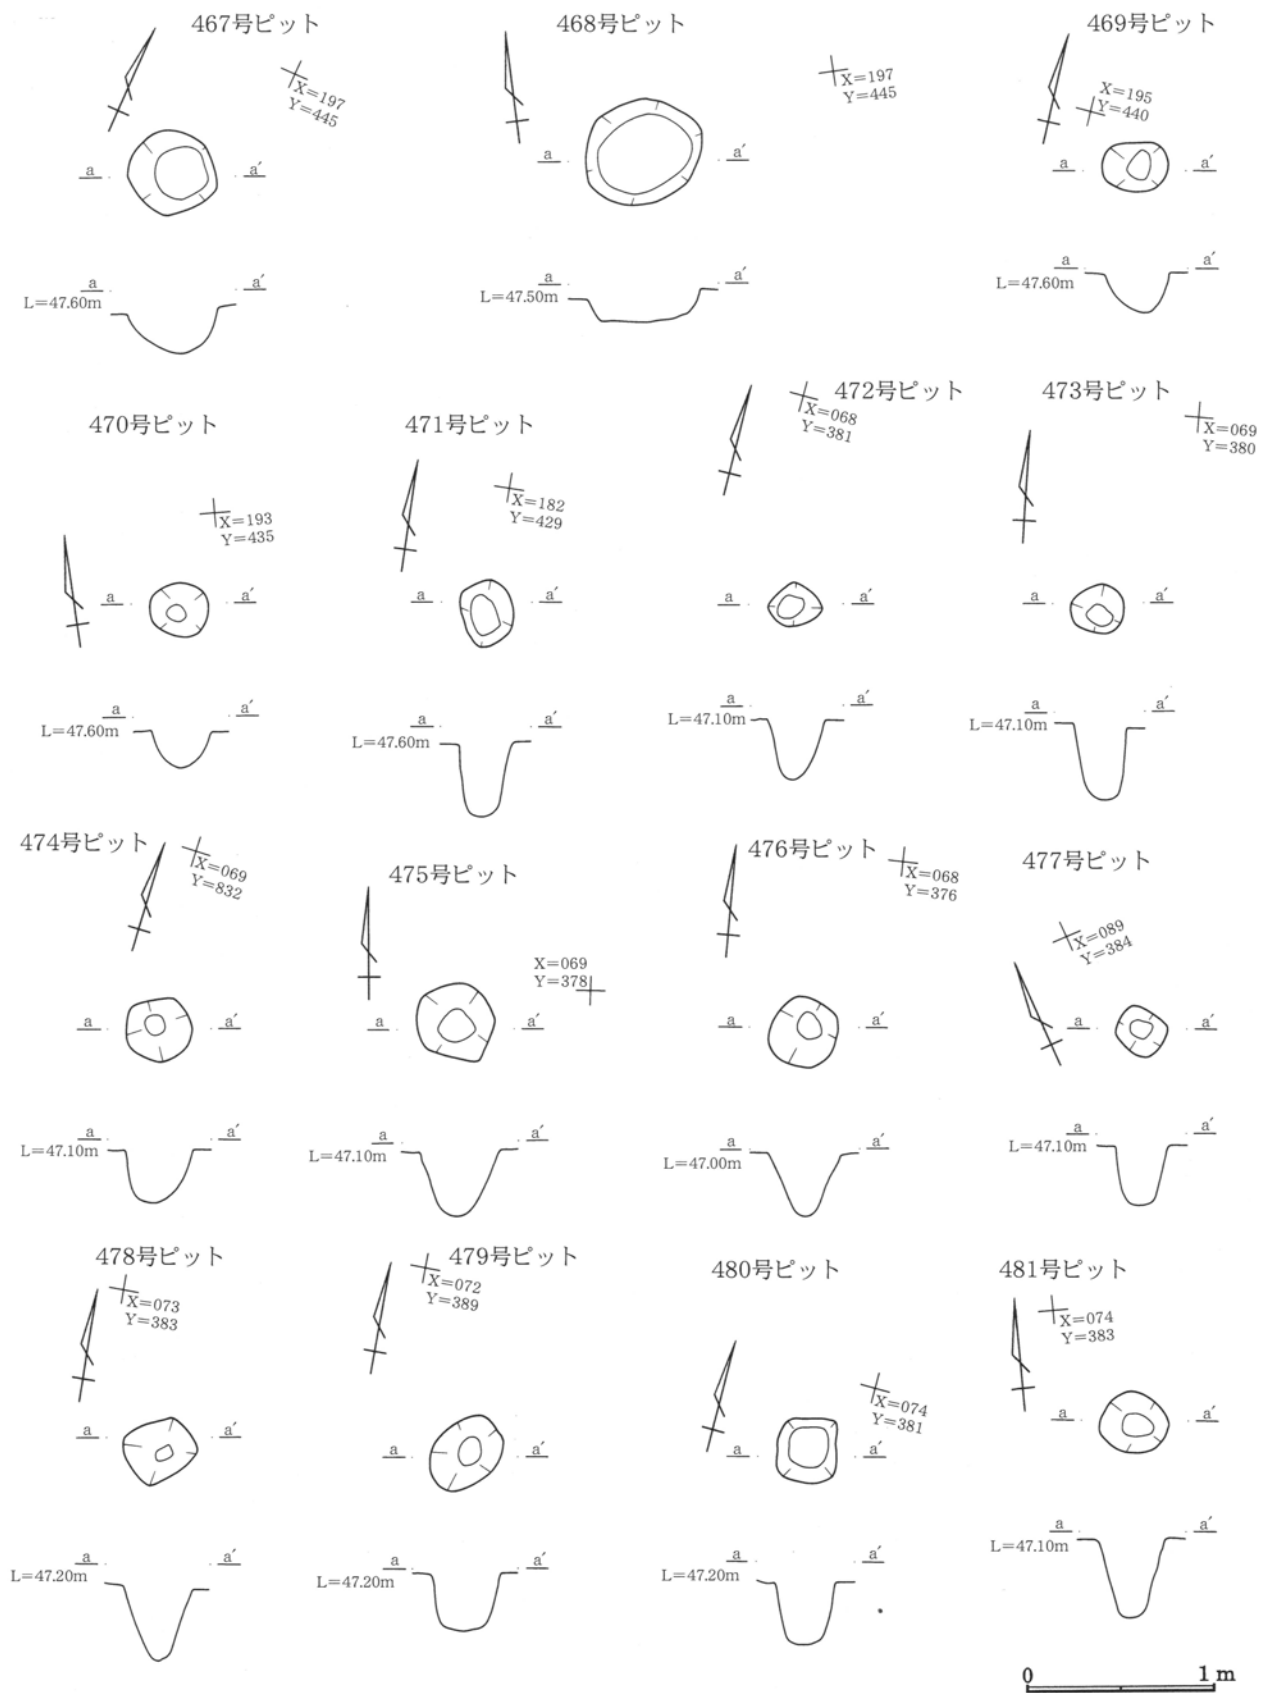 467号ピット
X=197
Y=445
a
a′
a
a′
L=47.60m
468号ピット
X=197
Y=445
a
a′
a
a′
L=47.50m
469号ピット
X=195
Y=440
a
a′
a
a′
L=47.60m
470号ピット
X=193
Y=435
a
a′
a
a′
L=47.60m
471号ピット
X=182
Y=429
a
a′
a
a′
L=47.60m
472号ピット
X=068
Y=381
a
a′
a
a′
L=47.10m
473号ピット
X=069
Y=380
a
a′
a
a′
L=47.10m
474号ピット
X=069
Y=832
a
a′
a
a′
L=47.10m
475号ピット
X=069
Y=378
a
a′
a
a′
L=47.10m
476号ピット
X=068
Y=376
a
a′
a
a′
L=47.00m
477号ピット
X=089
Y=384
a
a′
a
a′
L=47.10m
478号ピット
X=073
Y=383
a
a′
a
a′
L=47.20m
479号ピット
X=072
Y=389
a
a′
a
a′
L=47.20m
480号ピット
X=074
Y=381
a
a′
a
a′
L=47.20m
481号ピット
X=074
Y=383
a
a′
a
a′
L=47.10m
0 1 m